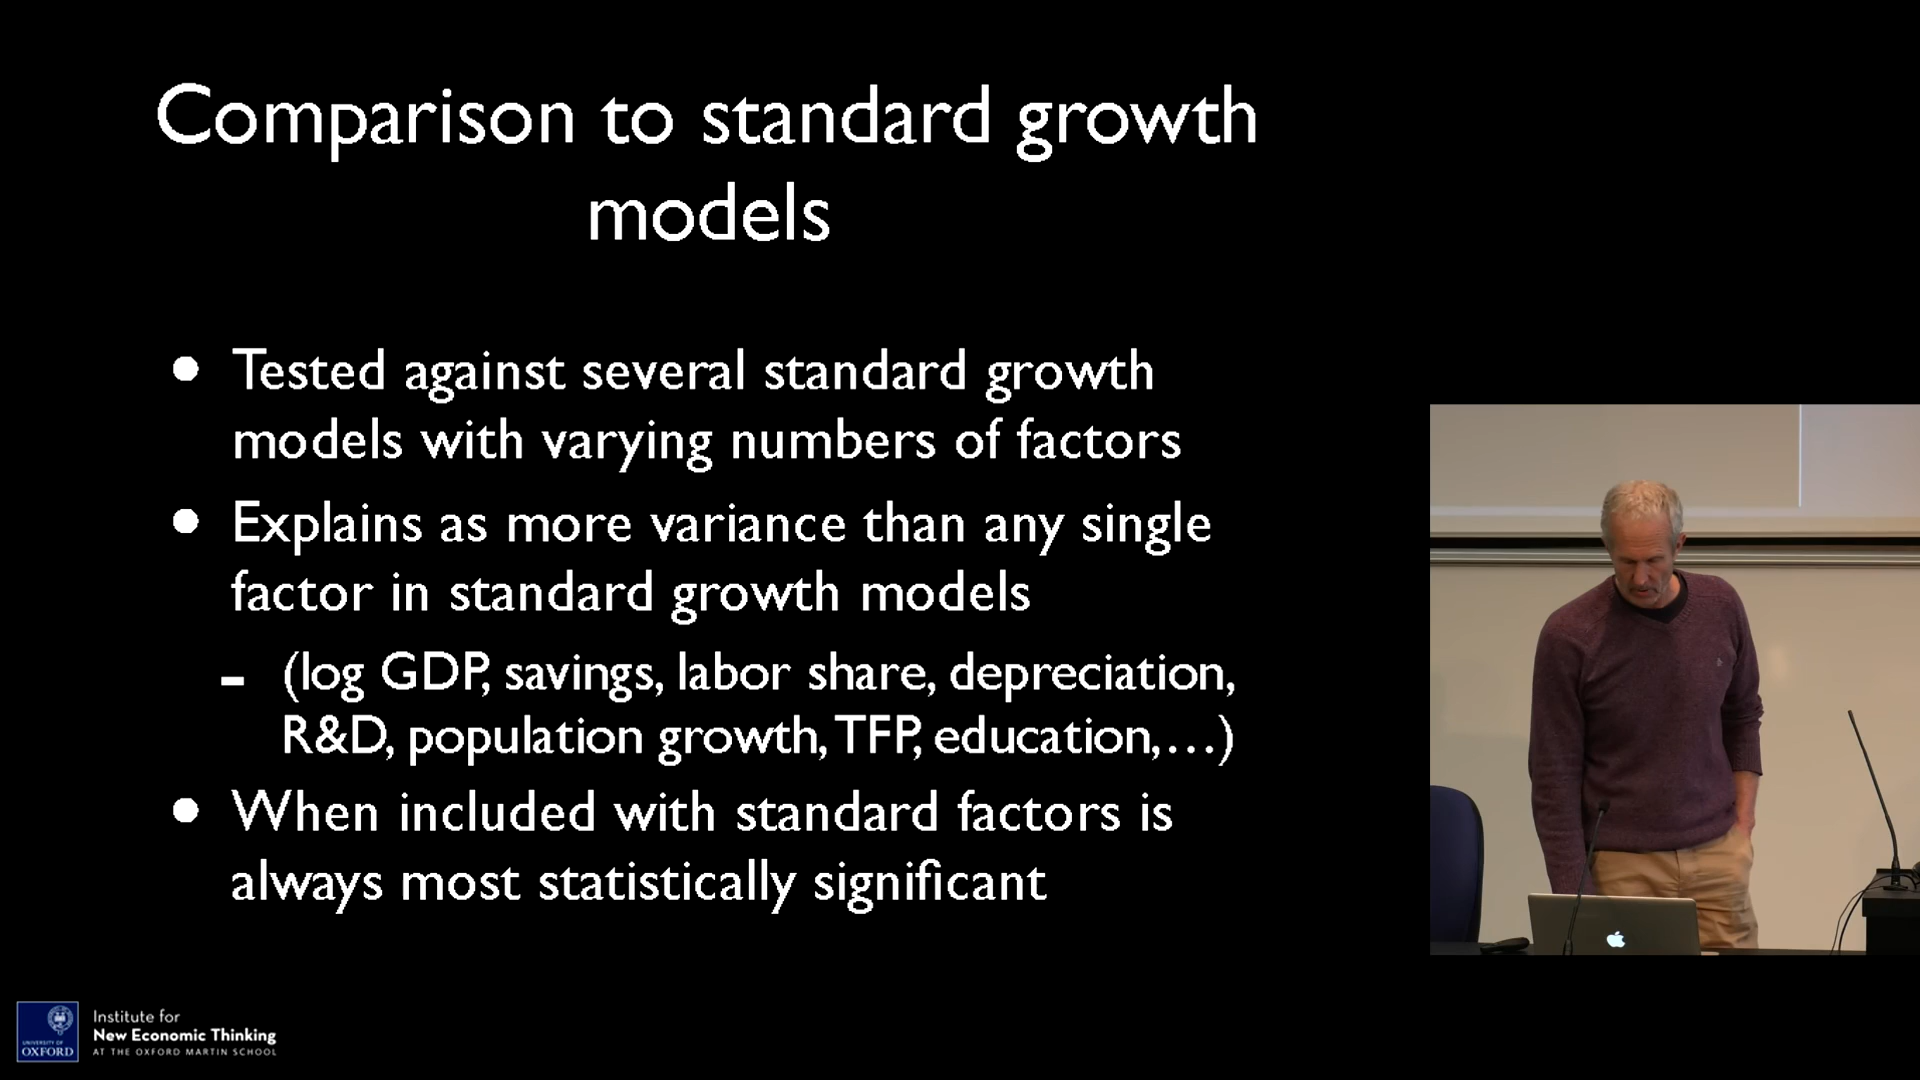 Comparison to standard growth
models
● Tested against several standard growth
models with varying numbers of factors
● Explains as more variance than any single
factor in standard growth models
- (log GDP, savings, labor share, depreciation,
R&D, population growth, TFP, education,…)
● When included with standard factors is
always most statistically significant
UNIVERSITY OF
OXFORD
Institute for
New Economic Thinking
AT THE OXFORD MARTIN SCHOOL